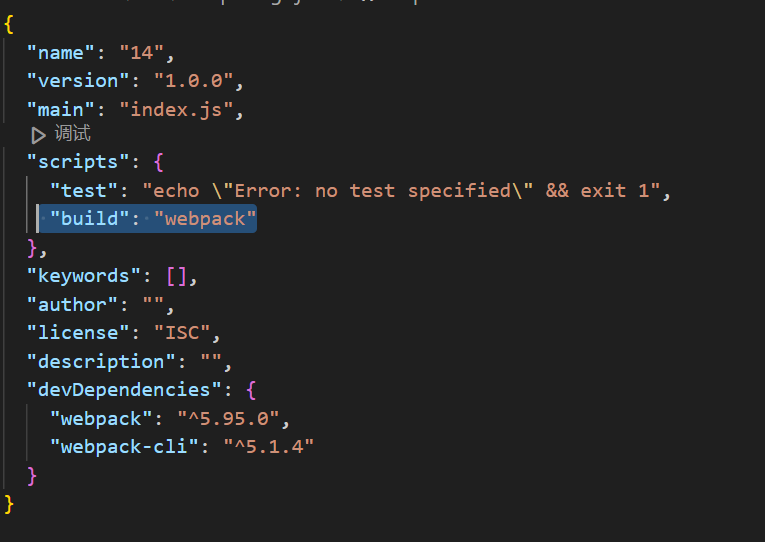 {
"name": "14",
"version": "1.0.0",
"main": "index.js",
调试
"scripts": {
"test": "echo \"Error: no test specified\" && exit 1",
"build": "webpack"
},
"keywords": [],
"author": "",
"license": "ISC",
"description": "",
"devDependencies": {
"webpack": "^5.95.0",
"webpack-cli": "^5.1.4"
}
}